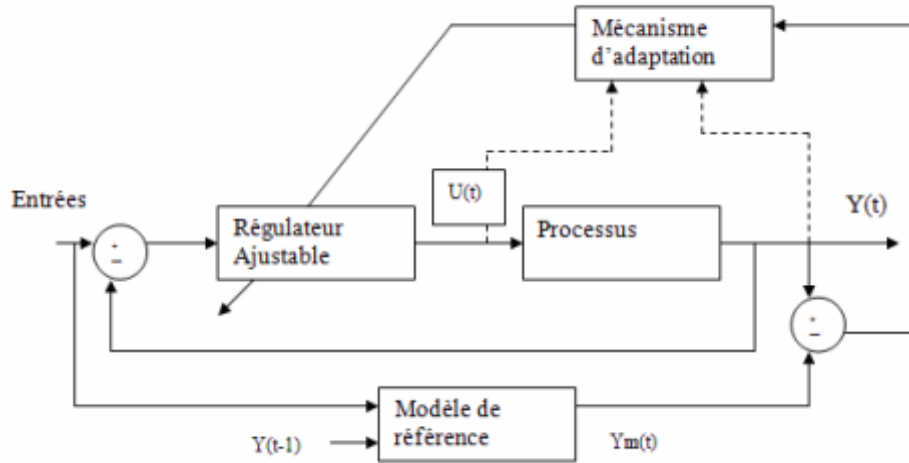 Mécanisme
d'adaptation
Entrées
U(t)
Y(t)
+
−
Régulateur
Ajustable
Processus
+
−
Modèle de
référence
Y(t-1)
Ym(t)